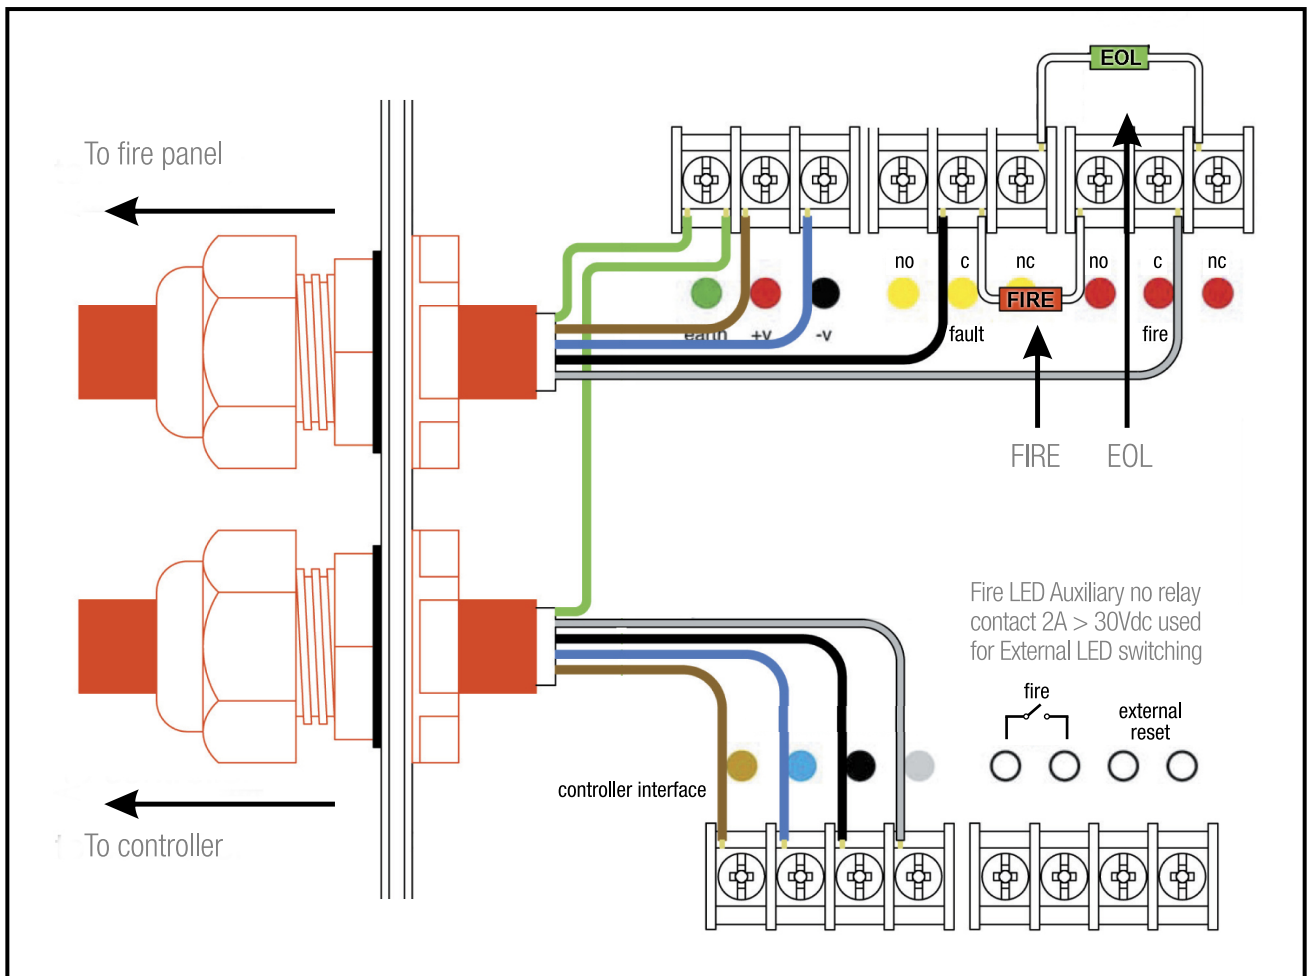 EOL
To fire panel
no c nc no c nc
FIRE
earth +v -v fault fire
FIRE EOL
Fire LED Auxiliary no relay
contact 2A > 30Vdc used
for External LED switching
fire
external
reset
controller interface
To controller